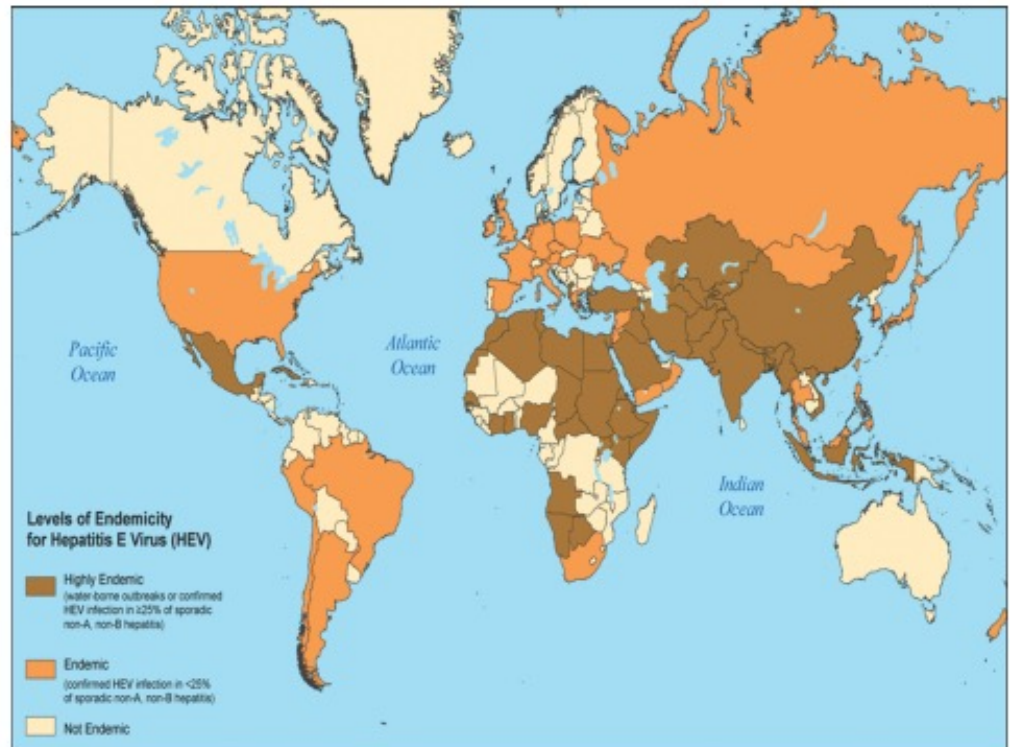 Pacific
Ocean
Atlantic
Ocean
Indian
Ocean
Levels of Endemicity
for Hepatitis E Virus (HEV)
Highly Endemic
(water-borne outbreaks or confirmed
HEV infection in ≥25% of sporadic
non-A, non-B hepatitis)
Endemic
(confirmed HEV infection in <25%
of sporadic non-A, non-B hepatitis)
Not Endemic